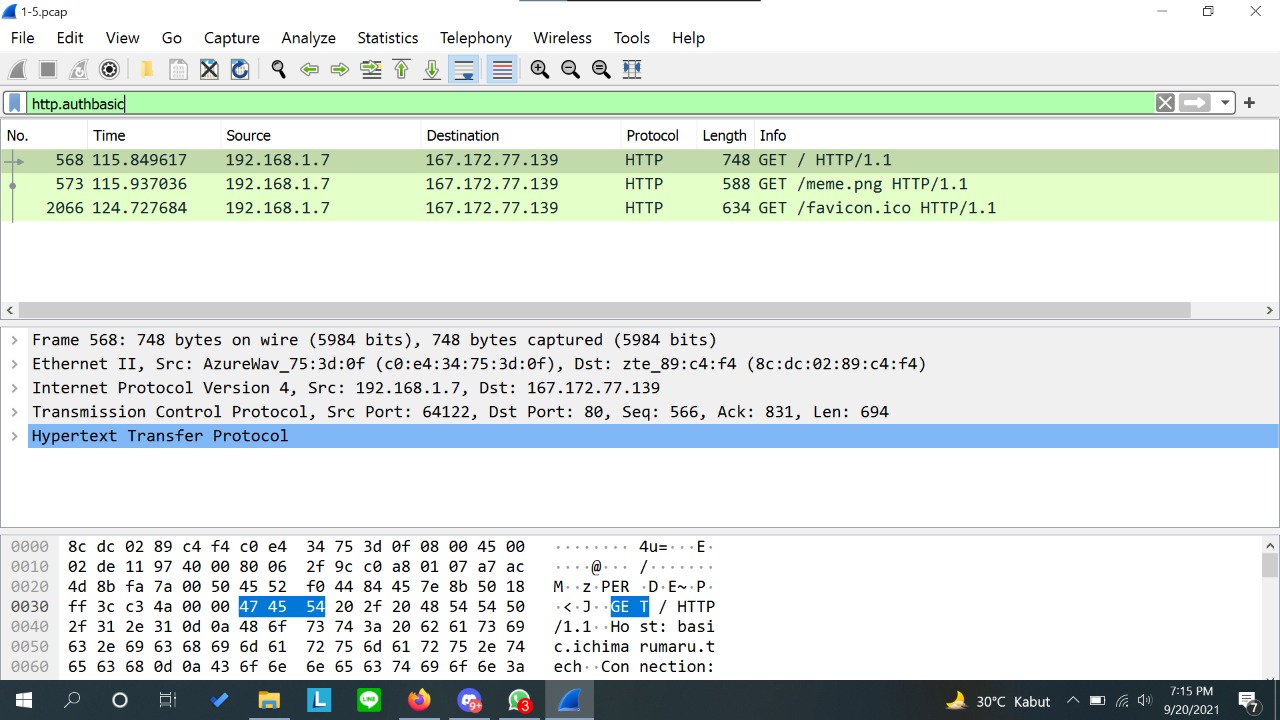 1-5.pcap
File Edit View Go Capture Analyze Statistics Telephony Wireless Tools Help
http.authbasic
No. Time Source Destination Protocol Length Info
568 115.849617 192.168.1.7 167.172.77.139 HTTP 748 GET / HTTP/1.1
573 115.937036 192.168.1.7 167.172.77.139 HTTP 588 GET /meme.png HTTP/1.1
2066 124.727684 192.168.1.7 167.172.77.139 HTTP 634 GET /favicon.ico HTTP/1.1
Frame 568: 748 bytes on wire (5984 bits), 748 bytes captured (5984 bits)
Ethernet II, Src: AzureWav_75:3d:0f (c0:e4:34:75:3d:0f), Dst: zte_89:c4:f4 (8c:dc:02:89:c4:f4)
Internet Protocol Version 4, Src: 192.168.1.7, Dst: 167.172.77.139
Transmission Control Protocol, Src Port: 64122, Dst Port: 80, Seq: 566, Ack: 831, Len: 694
Hypertext Transfer Protocol
0000 8c dc 02 89 c4 f4 c0 e4 34 75 3d 0f 08 00 45 00 ········ 4u=···E·
0010 02 de 11 97 40 00 80 06 2f 9c c0 a8 01 07 a7 ac ····@··· /·······
0020 4d 8b fa 7a 00 50 45 52 f0 44 84 45 7e 8b 50 18 M··z·PER ·D·E~·P·
0030 ff 3c c3 4a 00 00 47 45 54 20 2f 20 48 54 54 50 ·<·J··GE T / HTTP
0040 2f 31 2e 31 0d 0a 48 6f 73 74 3a 20 62 61 73 69 /1.1··Ho st: basi
0050 63 2e 69 63 68 69 6d 61 72 75 6d 61 72 75 2e 74 c.ichima rumaru.t
0060 65 63 68 0d 0a 43 6f 6e 6e 65 63 74 69 6f 6e 3a ech··Con nection:
L LINE 9+ 3 30°C Kabut 7:15 PM
9/20/2021 7